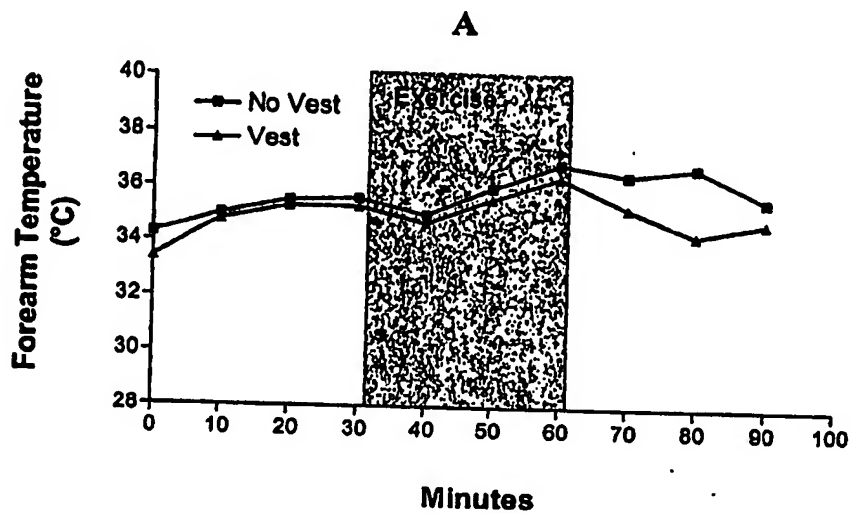 A
Forearm Temperature
(°C)
40
38
36
34
32
30
28
No Vest
Vest
Exercise
0 10 20 30 40 50 60 70 80 90 100
Minutes